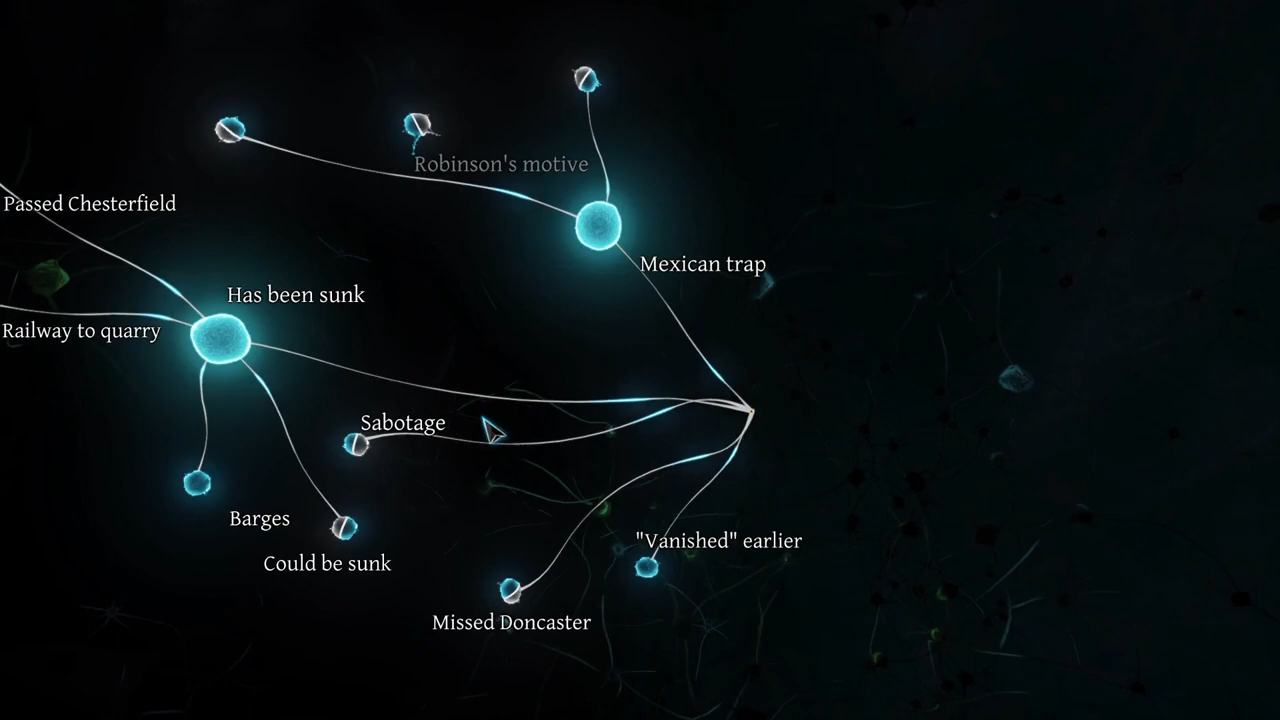 Robinson's motive
Passed Chesterfield
Mexican trap
Has been sunk
Railway to quarry
Sabotage
Barges
"Vanished" earlier
Could be sunk
Missed Doncaster